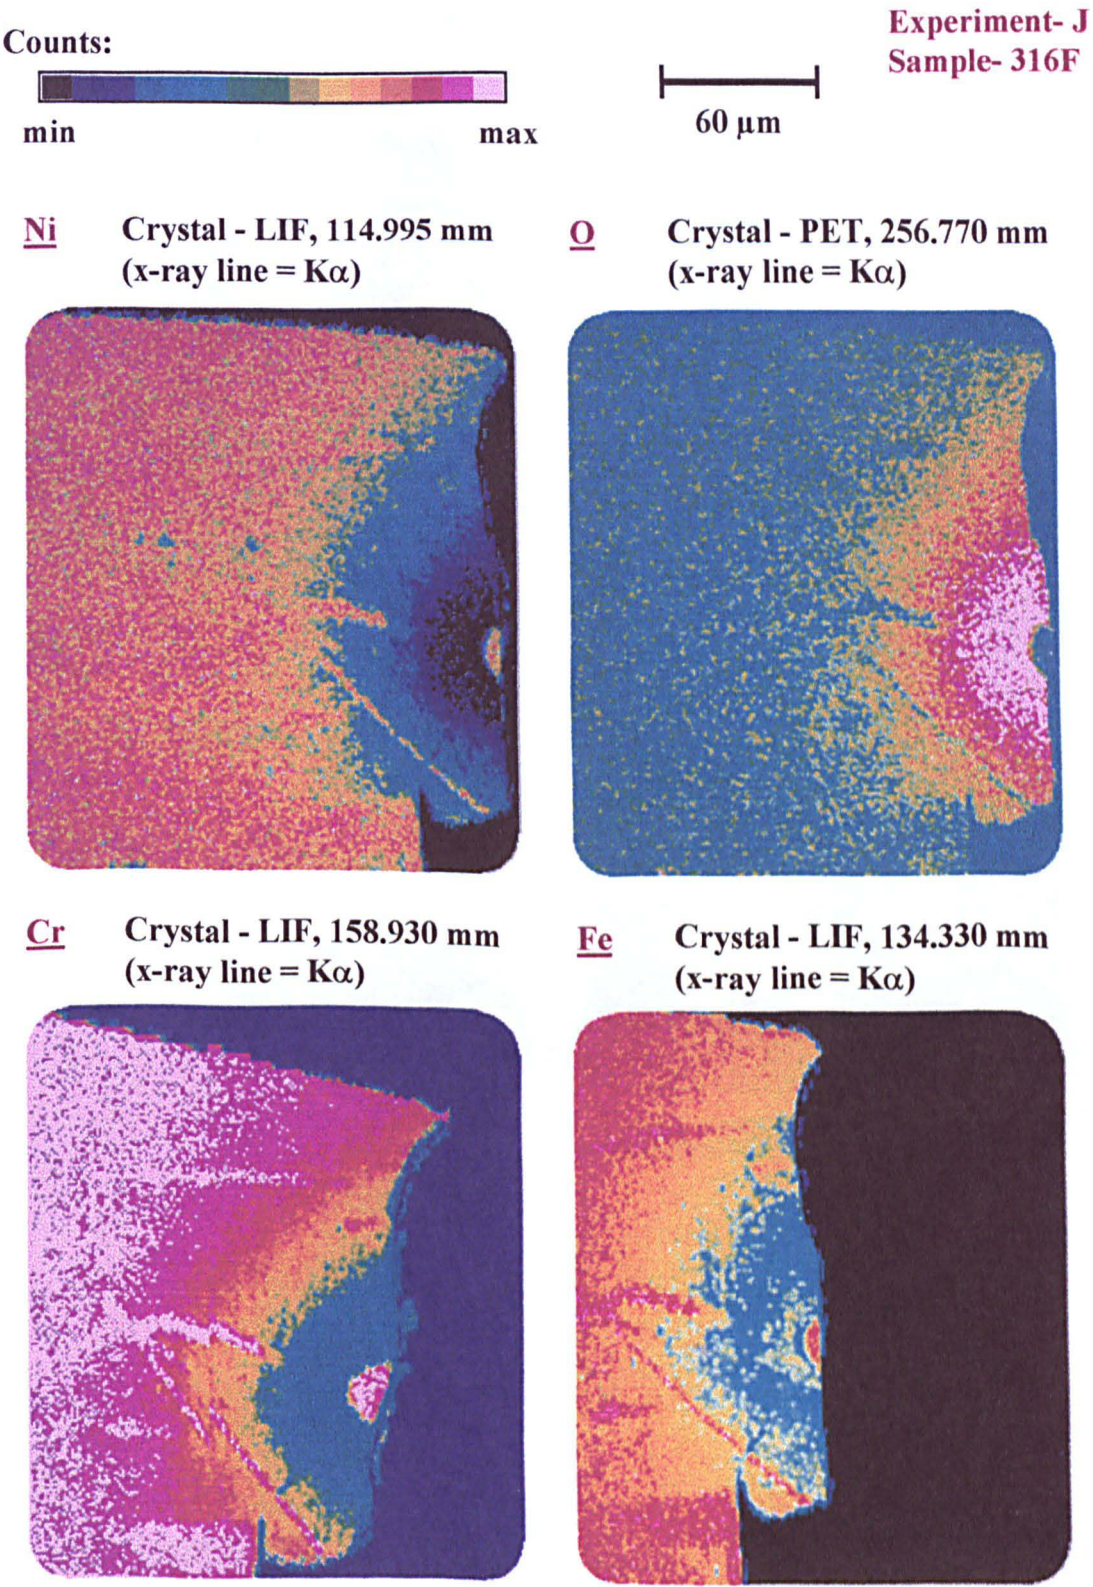 Counts:
Experiment- J
Sample- 316F
min
max
60 µm
Ni
Crystal - LIF, 114.995 mm
(x-ray line = Kα)
O
Crystal - PET, 256.770 mm
(x-ray line = Kα)
Cr
Crystal - LIF, 158.930 mm
(x-ray line = Kα)
Fe
Crystal - LIF, 134.330 mm
(x-ray line = Kα)